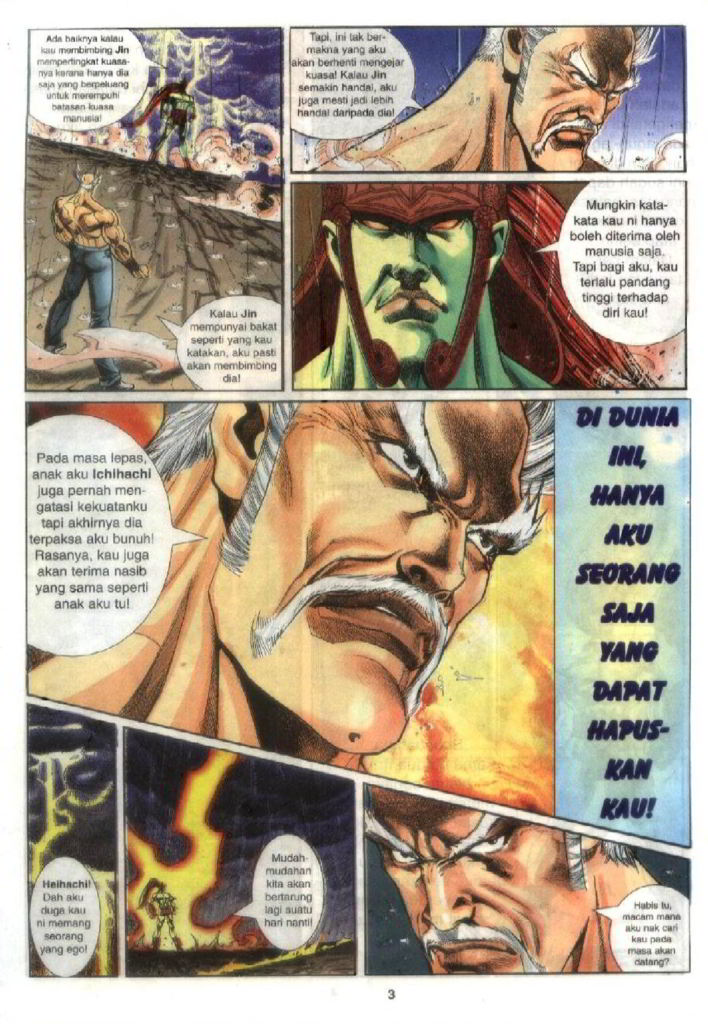 Ada baiknya kalau
kau membimbing Jin
mempertingkat kuasa-
nya kerana hanya dia
saja yang berpeluang
untuk merempuhi
batasan kuasa
manusia!
Tapi, ini tak ber-
makna yang aku
akan berhenti mengejar
kuasa! Kalau Jin
semakin handal, aku
juga mesti jadi lebih
handal daripada dia!
Kalau Jin
mempunyai bakat
seperti yang kau
katakan, aku pasti
akan membimbing
dia!
Mungkin kata-
kata kau ni hanya
boleh diterima oleh
manusia saja.
Tapi bagi aku, kau
terlalu pandang
tinggi terhadap
diri kau!
Pada masa lepas,
anak aku Ichihachi
juga pernah men-
gatasi kekuatanku
tapi akhirnya dia
terpaksa aku bunuh!
Rasanya, kau juga
akan terima nasib
yang sama seperti
anak aku tu!
DI DUNIA
INI,
HANYA
AKU
SEORANG
SAJA
YANG
DAPAT
HAPUS-
KAN
KAU!
Heihachi!
Dah aku
duga kau
ni memang
seorang
yang ego!
Mudah-
mudahan
kita akan
bertarung
lagi suatu
hari nanti!
Habis tu,
macam mana
aku nak cari
kau pada
masa akan
datang?
3